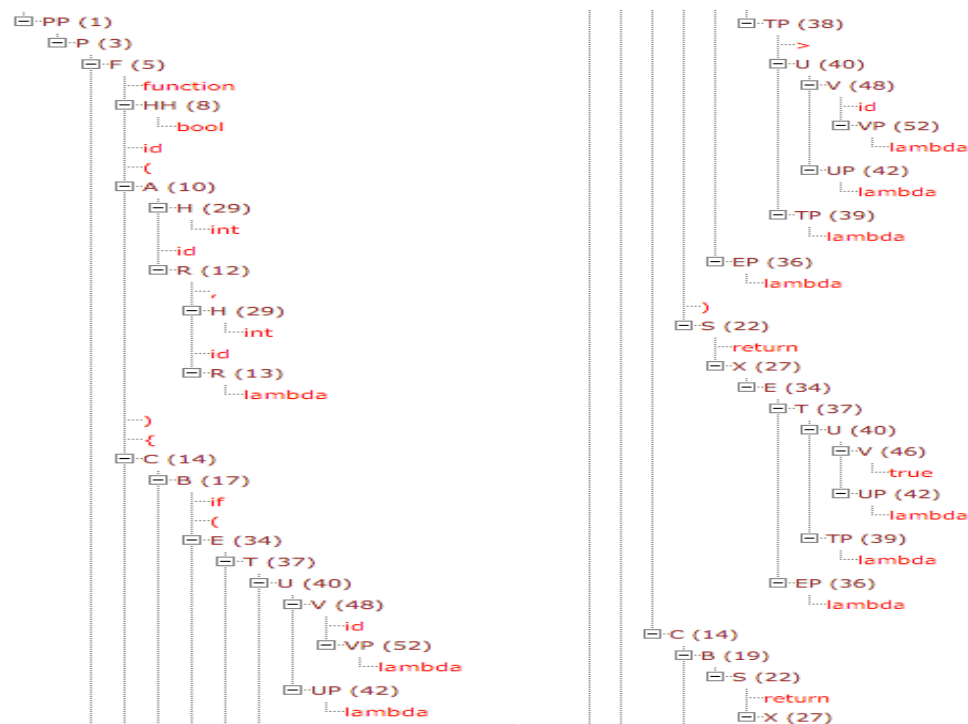 PP (1)
P (3)
F (5)
function
HH (8)
bool
id
(
A (10)
H (29)
int
id
R (12)
,
H (29)
int
id
R (13)
lambda
)
{
C (14)
B (17)
if
(
E (34)
T (37)
U (40)
V (48)
id
VP (52)
lambda
UP (42)
lambda
TP (38)
>
U (40)
V (48)
id
VP (52)
lambda
UP (42)
lambda
TP (39)
lambda
EP (36)
lambda
)
S (22)
return
X (27)
E (34)
T (37)
U (40)
V (46)
true
UP (42)
lambda
TP (39)
lambda
EP (36)
lambda
C (14)
B (19)
S (22)
return
X (27)